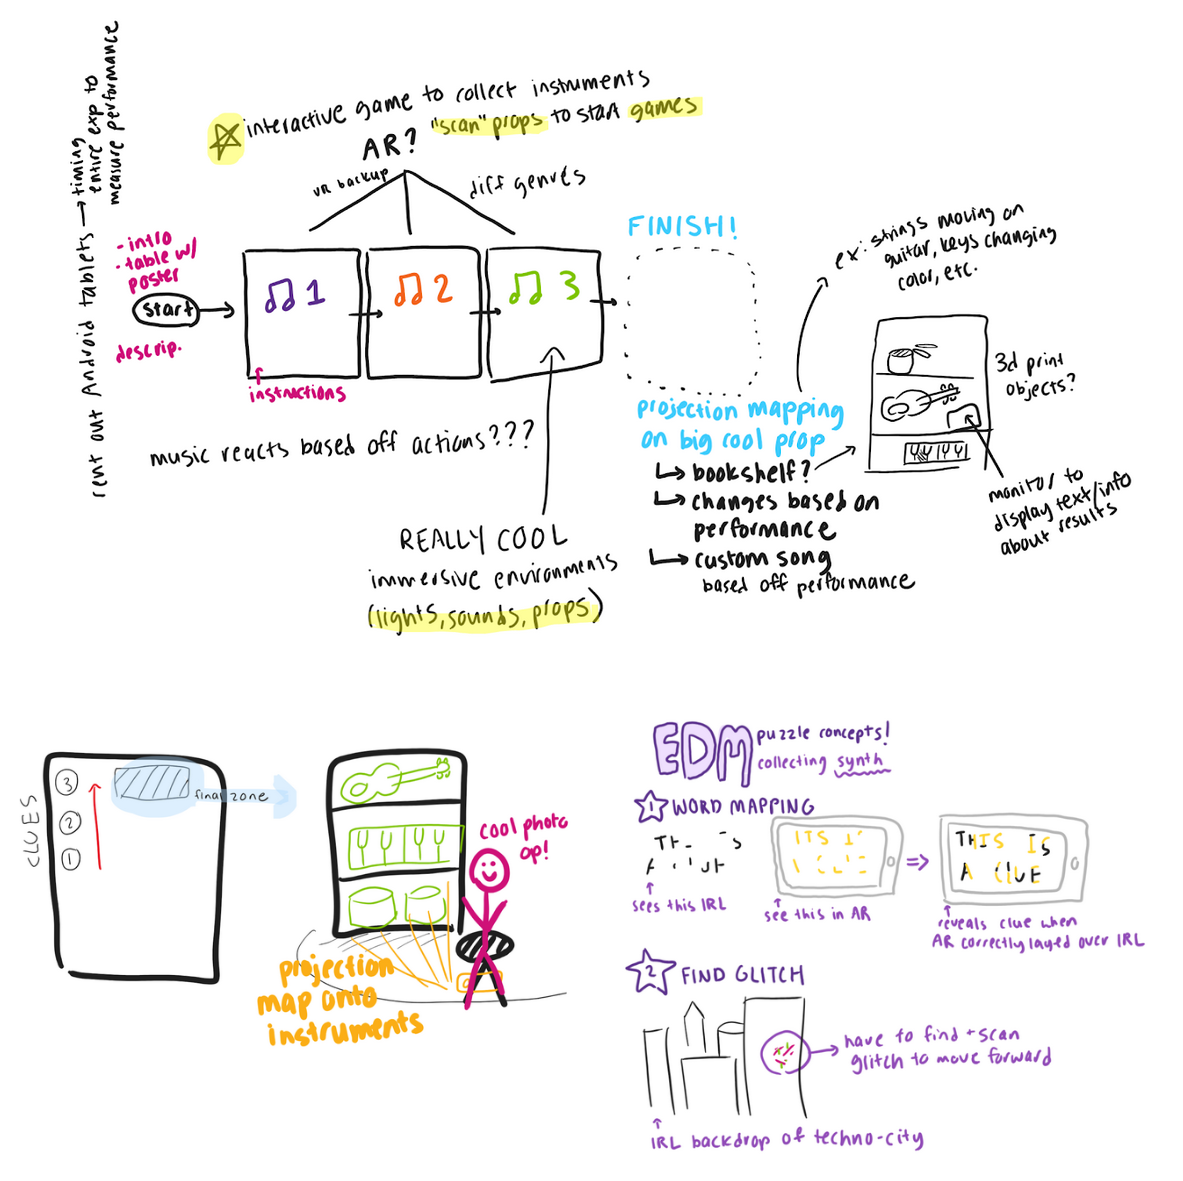 rent out Android tablets → timing
entire exp to
measure performance
interactive game to collect instruments
"scan" props to start games
AR?
VR backup
diff genres
- intro
- table w/
poster
start
descrip.
1
2
3
instructions
music reacts based off actions???
REALLY COOL
immersive environments
(lights, sounds, props)
FINISH!
projection mapping
on big cool prop
↳ bookshelf?
↳ changes based on
performance
↳ custom song
based off performance
ex: strings moving on
guitar, keys changing
color, etc.
3d print
objects?
monitor to
display text/info
about results
CLUES
3
2
1
final zone
cool photo
op!
projection
map onto
instruments
EDM
puzzle concepts!
collecting synth
1 WORD MAPPING
sees this IRL
see this in AR
THIS IS
A CLUE
reveals clue when
AR correctly layed over IRL
2 FIND GLITCH
have to find + scan
glitch to move forward
IRL backdrop of techno-city